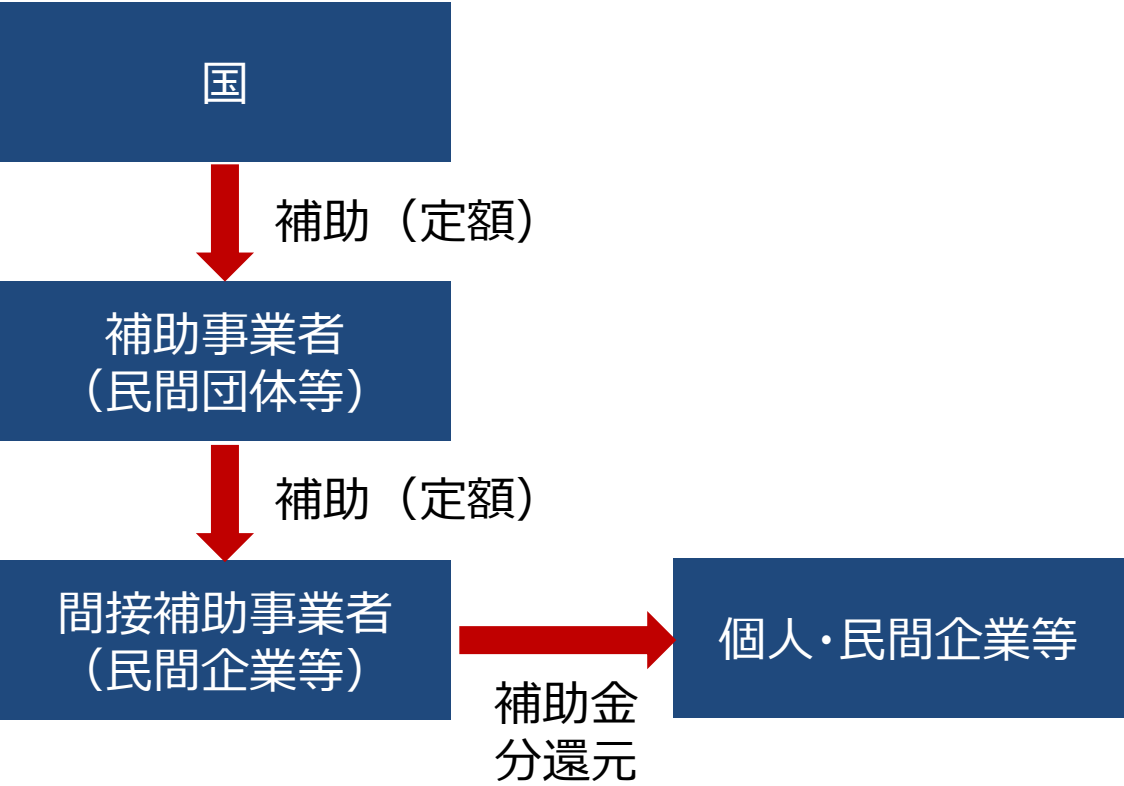 国
補助（定額）
補助事業者
（民間団体等）
補助（定額）
間接補助事業者
（民間企業等）
補助金
分還元
個人･民間企業等